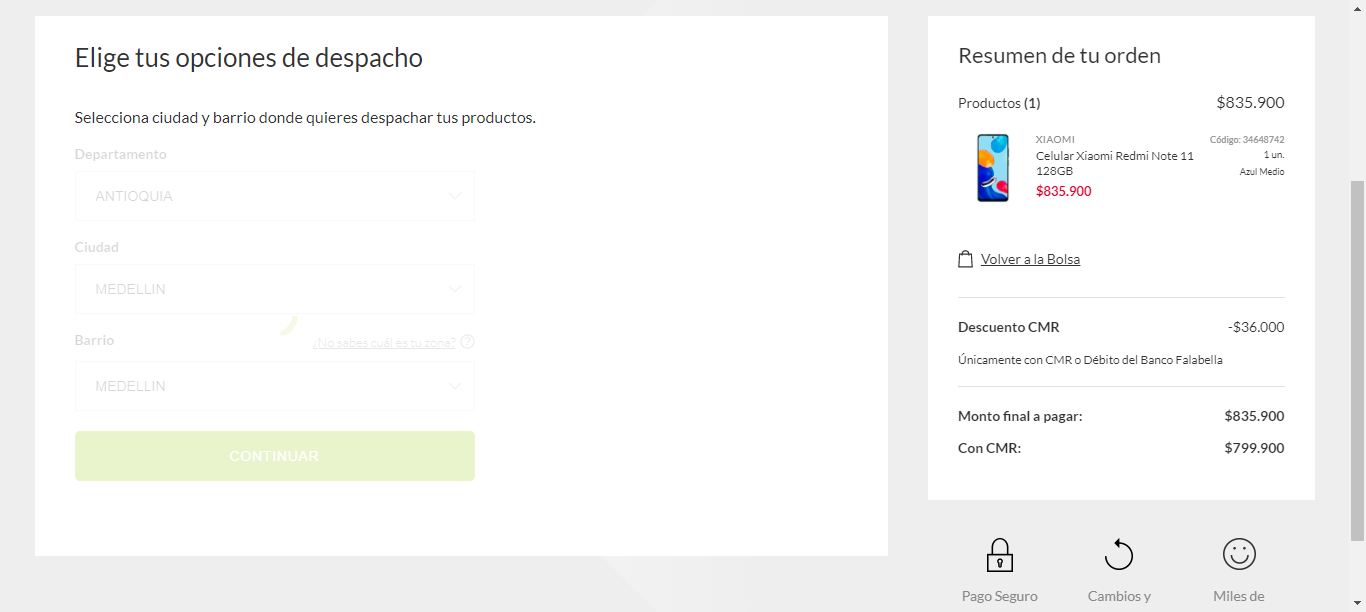 Elige tus opciones de despacho
Selecciona ciudad y barrio donde quieres despachar tus productos.
Departamento
ANTIOQUIA
Ciudad
MEDELLIN
Barrio
¿No sabes cuál es tu zona? ?
MEDELLIN
CONTINUAR
Resumen de tu orden
Productos (1) $835.900
XIAOMI Código: 34648742
Celular Xiaomi Redmi Note 11 1 un.
128GB Azul Medio
$835.900
Volver a la Bolsa
Descuento CMR -$36.000
Únicamente con CMR o Débito del Banco Falabella
Monto final a pagar: $835.900
Con CMR: $799.900
Pago Seguro
Cambios y
Miles de